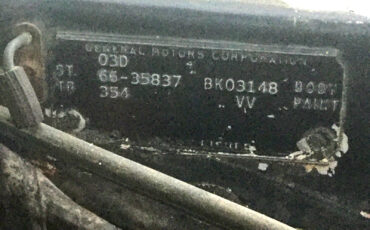 GENERAL MOTORS CORPORATION
03D
ST 66-35837 BK03148 BODY
TR 354 VV PAINT